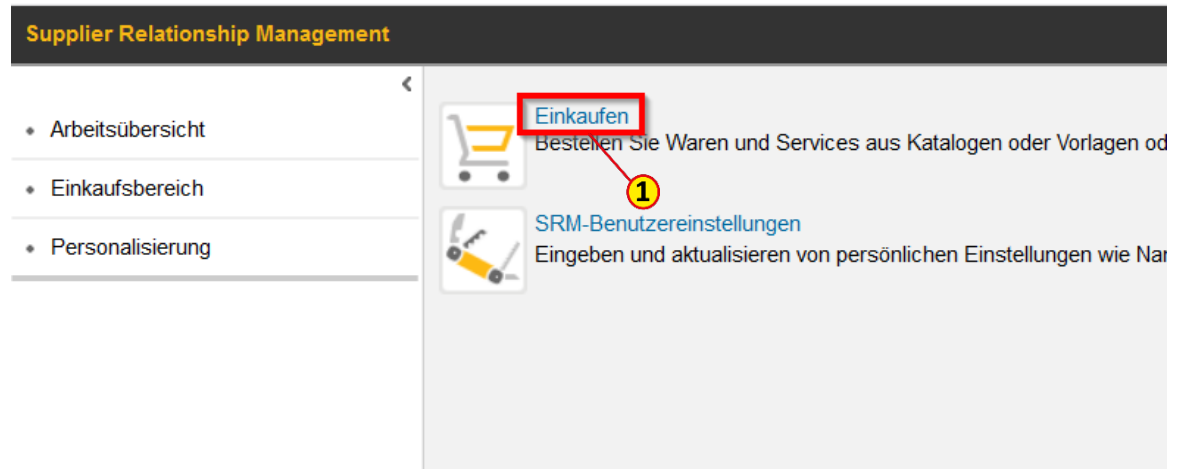 Supplier Relationship Management
Arbeitsübersicht
Einkaufsbereich
Personalisierung
Einkaufen
Bestellen Sie Waren und Services aus Katalogen oder Vorlagen od
1
SRM-Benutzereinstellungen
Eingeben und aktualisieren von persönlichen Einstellungen wie Nar